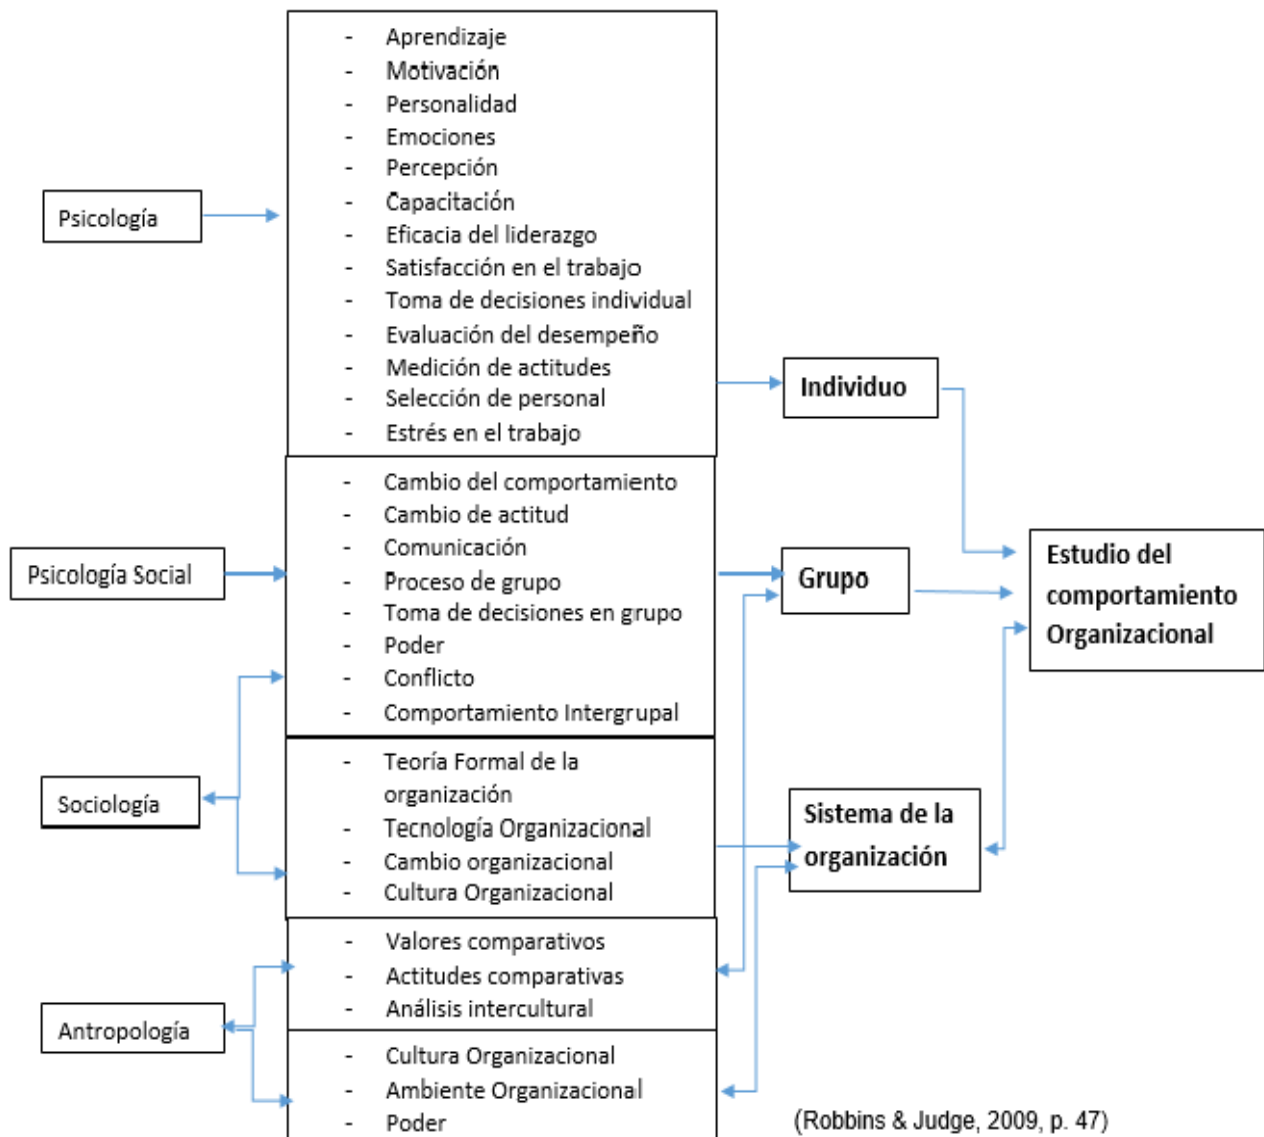 - Aprendizaje
- Motivación
- Personalidad
- Emociones
- Percepción
- Capacitación
- Eficacia del liderazgo
- Satisfacción en el trabajo
- Toma de decisiones individual
- Evaluación del desempeño
- Medición de actitudes
- Selección de personal
- Estrés en el trabajo
Psicología
Individuo
- Cambio del comportamiento
- Cambio de actitud
- Comunicación
- Proceso de grupo
- Toma de decisiones en grupo
- Poder
- Conflicto
- Comportamiento Intergrupal
Psicología Social
Grupo
Estudio del
comportamiento
Organizacional
- Teoría Formal de la
organización
- Tecnología Organizacional
- Cambio organizacional
- Cultura Organizacional
Sociología
Sistema de la
organización
- Valores comparativos
- Actitudes comparativas
- Análisis intercultural
Antropología
- Cultura Organizacional
- Ambiente Organizacional
- Poder
(Robbins & Judge, 2009, p. 47)